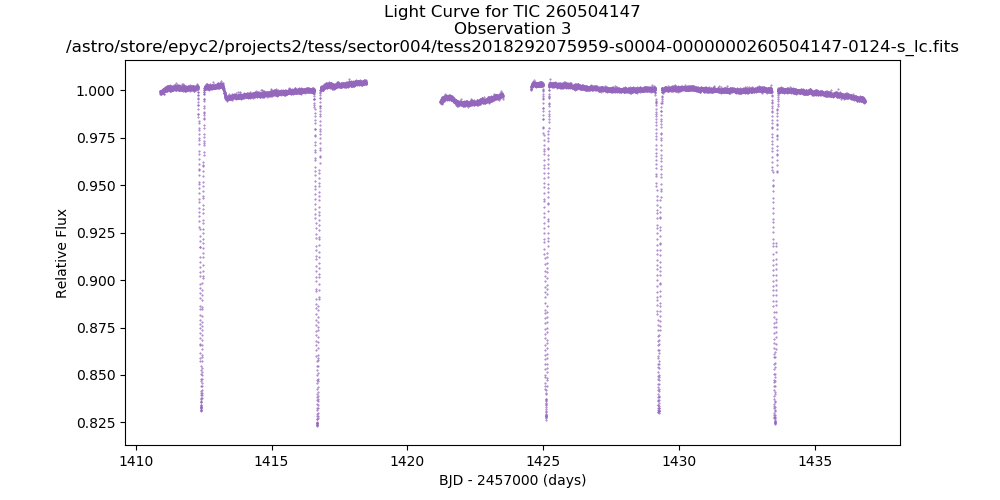 Light Curve for TIC 260504147
Observation 3
/astro/store/epyc2/projects2/tess/sector004/tess2018292075959-s0004-0000000260504147-0124-s_lc.fits
1.000
0.975
0.950
0.925
0.900
0.875
0.850
0.825
Relative Flux
1410
1415
1420
1425
1430
1435
BJD - 2457000 (days)